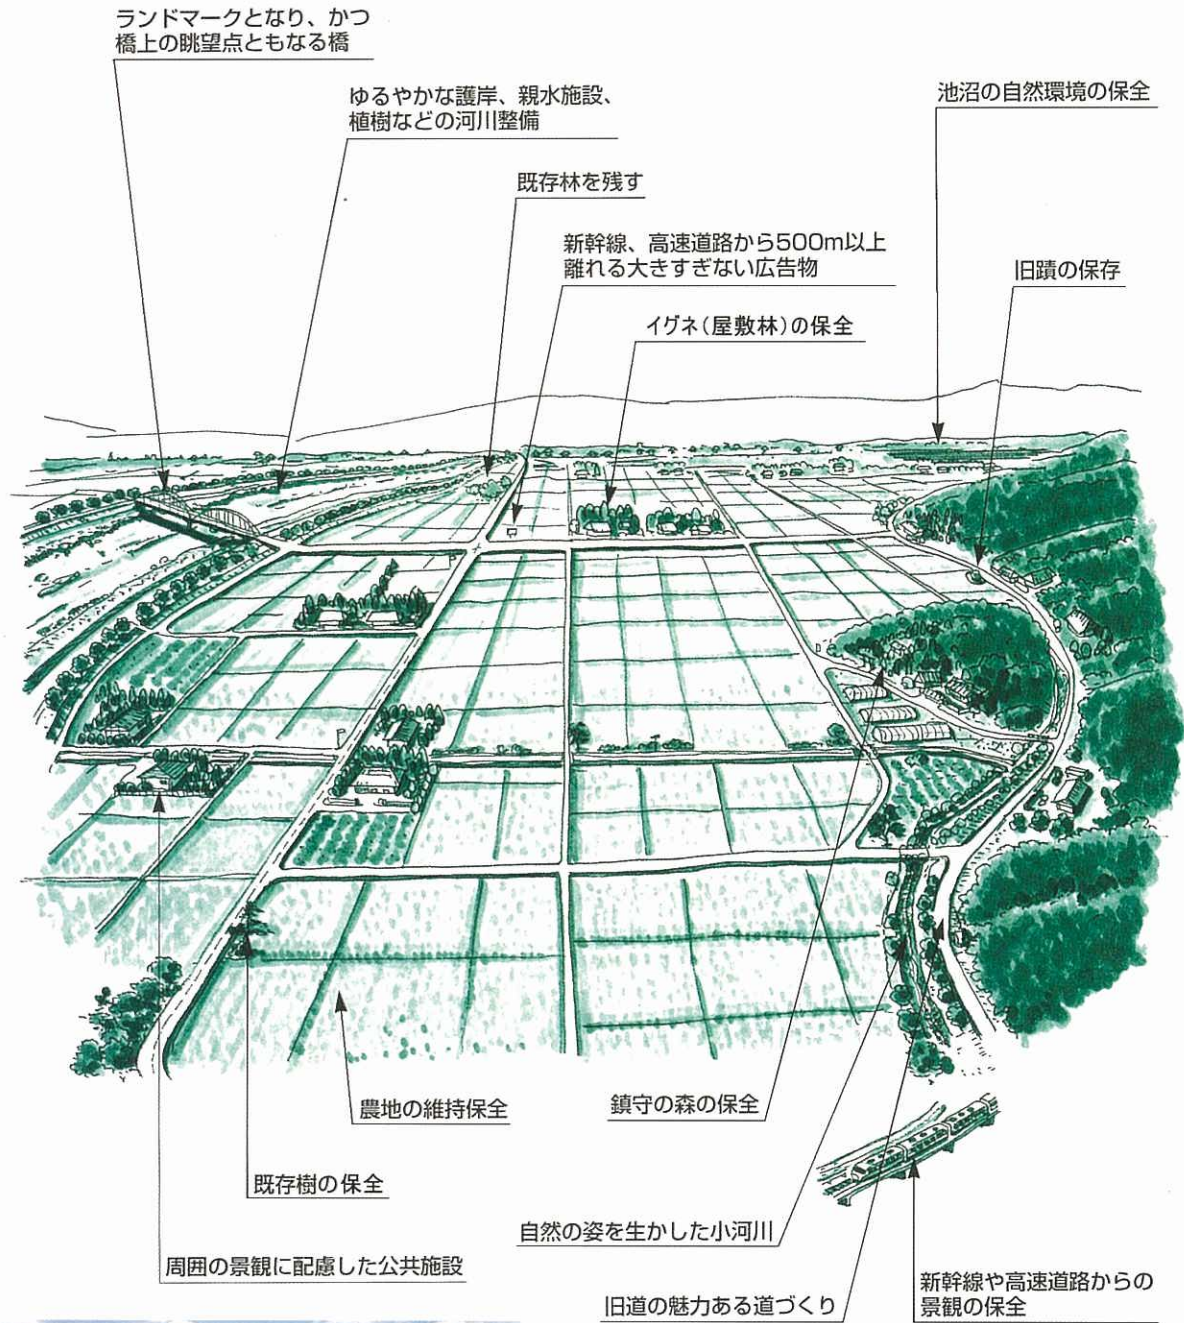 ランドマークとなり、かつ
橋上の眺望点ともなる橋
ゆるやかな護岸、親水施設、
植樹などの河川整備
池沼の自然環境の保全
既存林を残す
新幹線、高速道路から500m以上
離れる大きすぎない広告物
旧蹟の保存
イグネ(屋敷林)の保全
農地の維持保全
鎮守の森の保全
既存樹の保全
自然の姿を生かした小河川
周囲の景観に配慮した公共施設
旧道の魅力ある道づくり
新幹線や高速道路からの
景観の保全